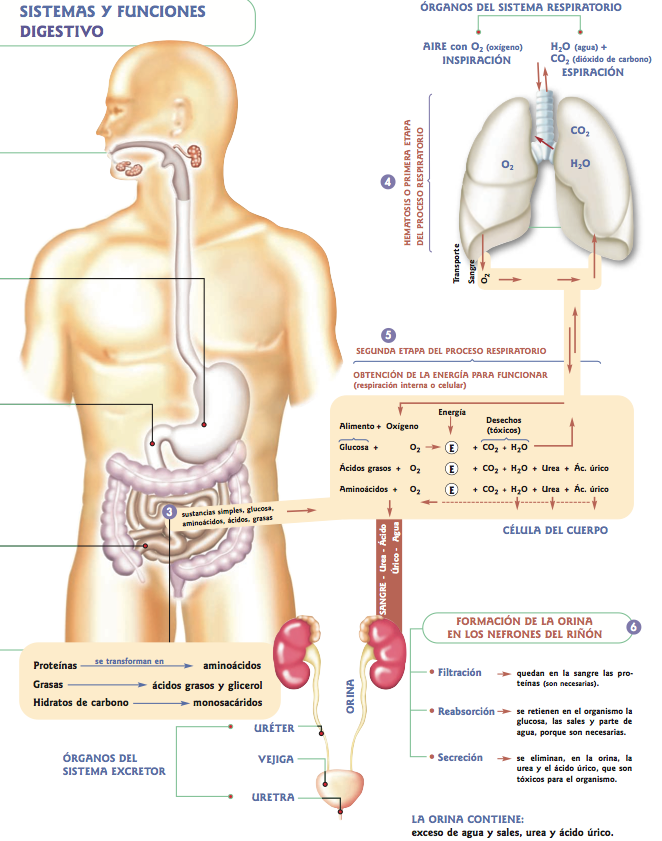 SISTEMAS Y FUNCIONES
DIGESTIVO
ÓRGANOS DEL SISTEMA RESPIRATORIO
AIRE con O₂ (oxígeno)
INSPIRACIÓN
H₂O (agua) +
CO₂ (dióxido de carbono)
ESPIRACIÓN
4
HEMATOSIS O PRIMERA ETAPA
DEL PROCESO RESPIRATORIO
O₂
CO₂
H₂O
Transporte
Sangre
O₂
5
SEGUNDA ETAPA DEL PROCESO RESPIRATORIO
OBTENCIÓN DE LA ENERGÍA PARA FUNCIONAR
(respiración interna o celular)
Alimento + Oxígeno
Energía
Desechos
(tóxicos)
Glucosa + O₂ E + CO₂ + H₂O
Ácidos grasos + O₂ E + CO₂ + H₂O + Urea + Ác. úrico
Aminoácidos + O₂ E + CO₂ + H₂O + Urea + Ác. úrico
CÉLULA DEL CUERPO
3
sustancias simples, glucosa,
aminoácidos, ácidos, grasas
SANGRE - Urea - Ácido
Úrico - Agua
Proteínas se transforman en aminoácidos
Grasas ácidos grasos y glicerol
Hidratos de carbono monosacáridos
ÓRGANOS DEL
SISTEMA EXCRETOR
URÉTER
VEJIGA
URETRA
ORINA
FORMACIÓN DE LA ORINA
EN LOS NEFRONES DEL RIÑÓN
6
Filtración quedan en la sangre las pro-
teínas (son necesarias).
Reabsorción se retienen en el organismo la
glucosa, las sales y parte de
agua, porque son necesarias.
Secreción se eliminan, en la orina, la
urea y el ácido úrico, que son
tóxicos para el organismo.
LA ORINA CONTIENE:
exceso de agua y sales, urea y ácido úrico.